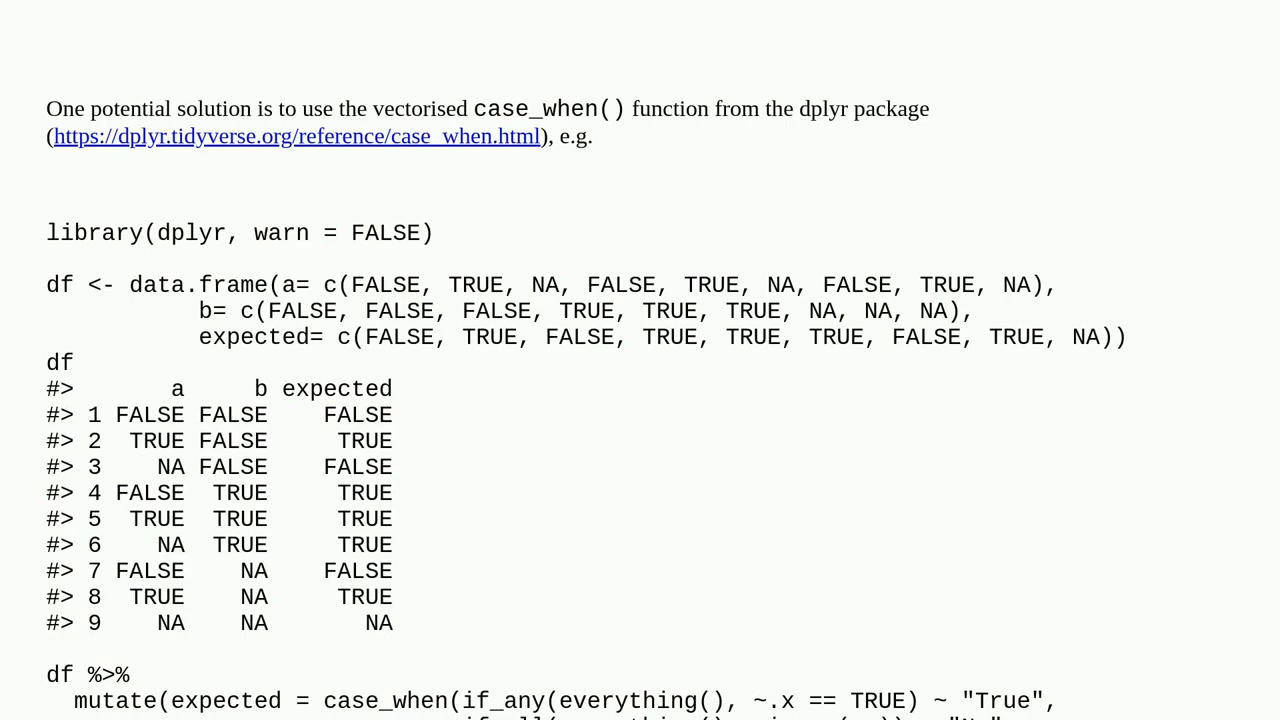 One potential solution is to use the vectorised case_when() function from the dplyr package
(https://dplyr.tidyverse.org/reference/case_when.html), e.g.
library(dplyr, warn = FALSE)
df <- data.frame(a= c(FALSE, TRUE, NA, FALSE, TRUE, NA, FALSE, TRUE, NA),
           b= c(FALSE, FALSE, FALSE, TRUE, TRUE, TRUE, NA, NA, NA),
           expected= c(FALSE, TRUE, FALSE, TRUE, TRUE, TRUE, FALSE, TRUE, NA))
df
#>       a     b expected
#> 1 FALSE FALSE    FALSE
#> 2  TRUE FALSE     TRUE
#> 3    NA FALSE    FALSE
#> 4 FALSE  TRUE     TRUE
#> 5  TRUE  TRUE     TRUE
#> 6    NA  TRUE     TRUE
#> 7 FALSE    NA    FALSE
#> 8  TRUE    NA     TRUE
#> 9    NA    NA       NA
df %>%
  mutate(expected = case_when(if_any(everything(), ~.x == TRUE) ~ "True",